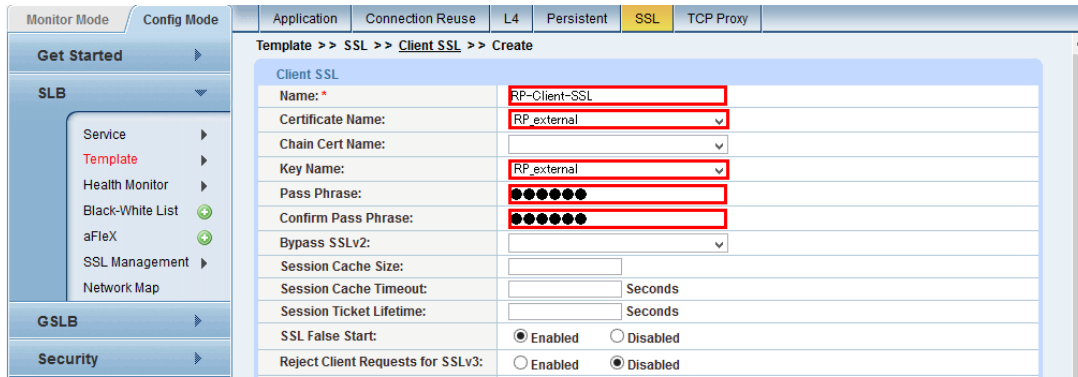 Monitor Mode
Config Mode
Application
Connection Reuse
L4
Persistent
SSL
TCP Proxy
Get Started
SLB
Service
Template
Health Monitor
Black-White List
aFleX
SSL Management
Network Map
GSLB
Security
Template >> SSL >> Client SSL >> Create
Client SSL
Name: * RP-Client-SSL
Certificate Name: RP_external
Chain Cert Name:
Key Name: RP_external
Pass Phrase: ●●●●●●
Confirm Pass Phrase: ●●●●●●
Bypass SSLv2:
Session Cache Size:
Session Cache Timeout: Seconds
Session Ticket Lifetime: Seconds
SSL False Start: Enabled Disabled
Reject Client Requests for SSLv3: Enabled Disabled